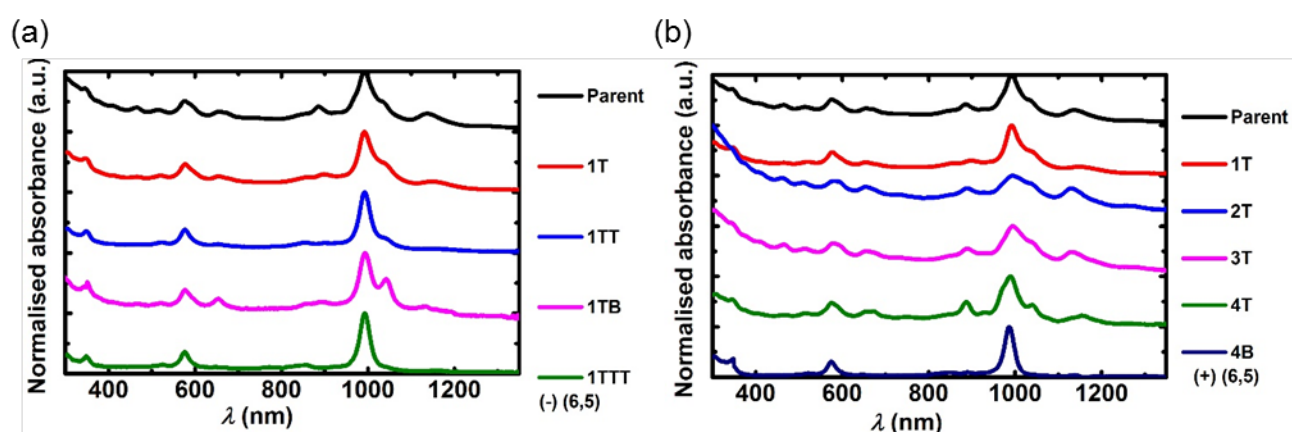 (a)
Normalised absorbance (a.u.)
400 600 800 1000 1200
λ (nm)
Parent
1T
1TT
1TB
1TTT
(-) (6,5)
(b)
Normalised absorbance (a.u.)
400 600 800 1000 1200
λ (nm)
Parent
1T
2T
3T
4T
4B
(+) (6,5)